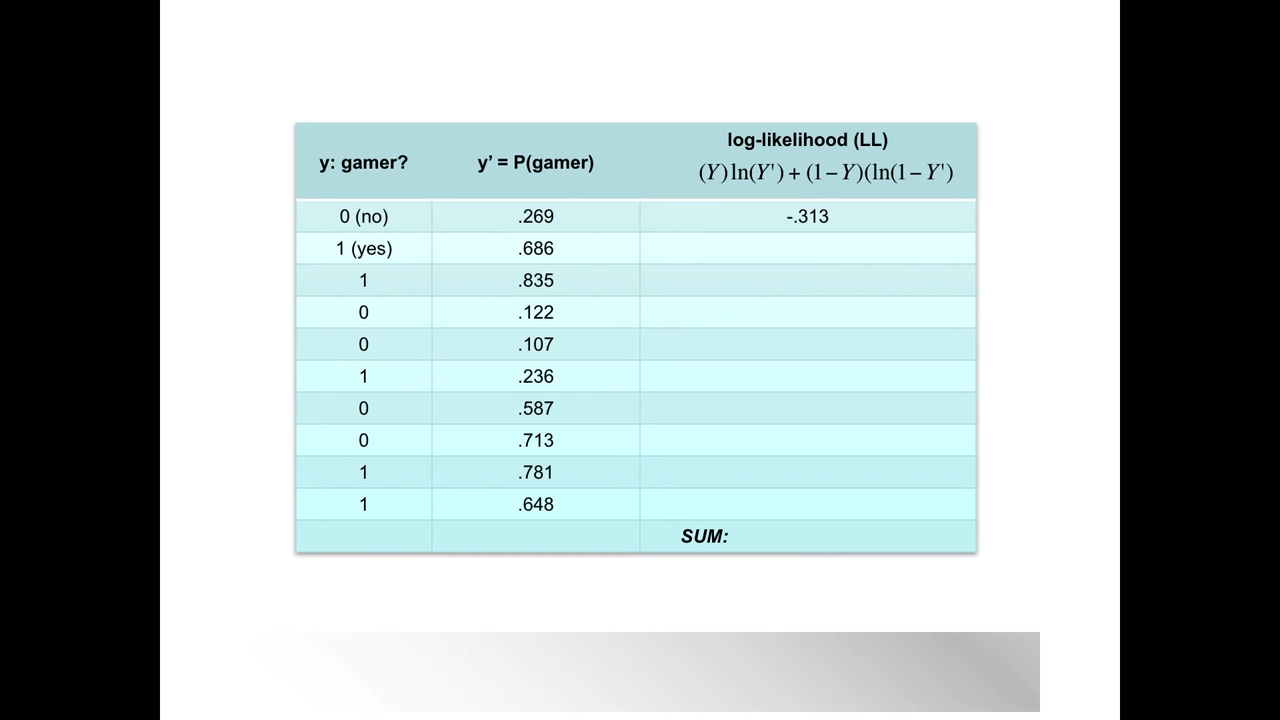 y: gamer? y’ = P(gamer) log-likelihood (LL)
(Y)ln(Y')+(1−Y)(ln(1−Y')
0 (no) .269 -.313
1 (yes) .686
1 .835
0 .122
0 .107
1 .236
0 .587
0 .713
1 .781
1 .648
SUM: